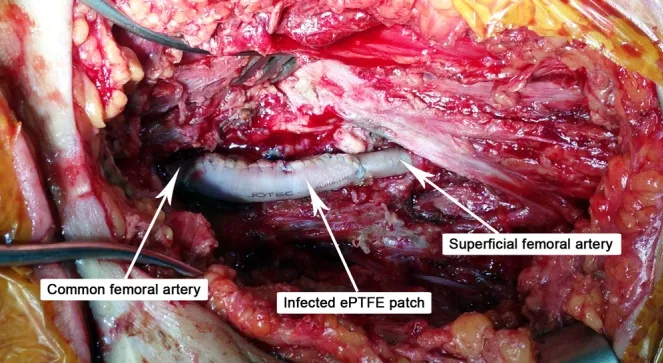 JOTEC
Superficial femoral artery
Common femoral artery
Infected ePTFE patch